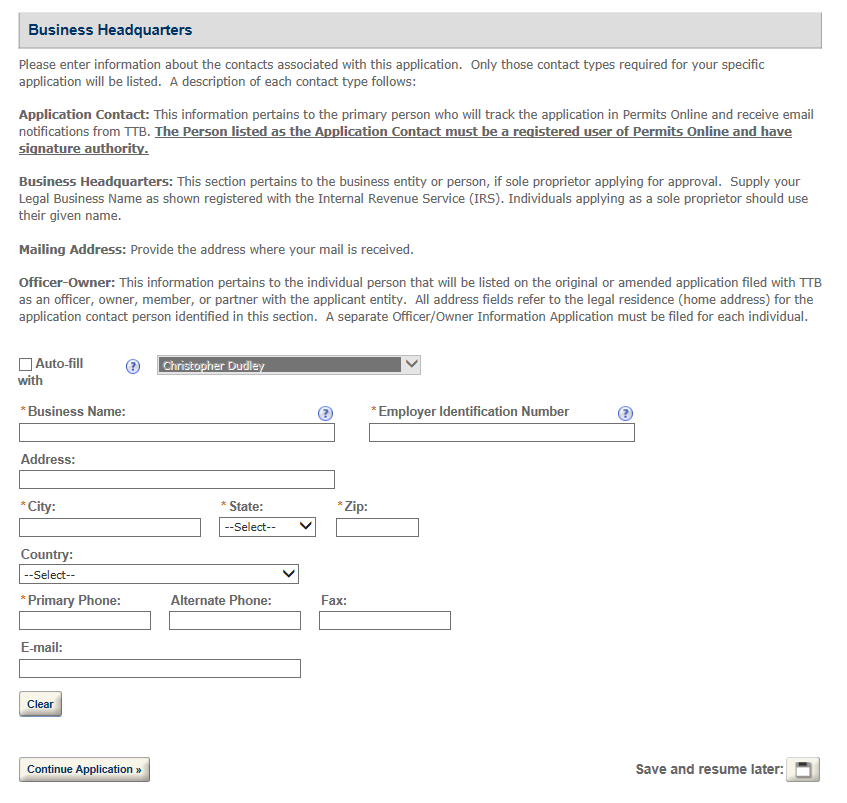 Business Headquarters
Please enter information about the contacts associated with this application.  Only those contact types required for your specific
application will be listed.  A description of each contact type follows:
Application Contact: This information pertains to the primary person who will track the application in Permits Online and receive email
notifications from TTB. The Person listed as the Application Contact must be a registered user of Permits Online and have
signature authority.
Business Headquarters: This section pertains to the business entity or person, if sole proprietor applying for approval.  Supply your
Legal Business Name as shown registered with the Internal Revenue Service (IRS). Individuals applying as a sole proprietor should use
their given name.
Mailing Address: Provide the address where your mail is received.
Officer-Owner: This information pertains to the individual person that will be listed on the original or amended application filed with TTB
as an officer, owner, member, or partner with the applicant entity.  All address fields refer to the legal residence (home address) for the
application contact person identified in this section.  A separate Officer/Owner Information Application must be filed for each individual.
Auto-fill ? Christopher Dudley
with
*Business Name: ? *Employer Identification Number ?
Address:
*City: *State: *Zip:
--Select--
Country:
--Select--
*Primary Phone: Alternate Phone: Fax:
E-mail:
Clear
Continue Application » Save and resume later: